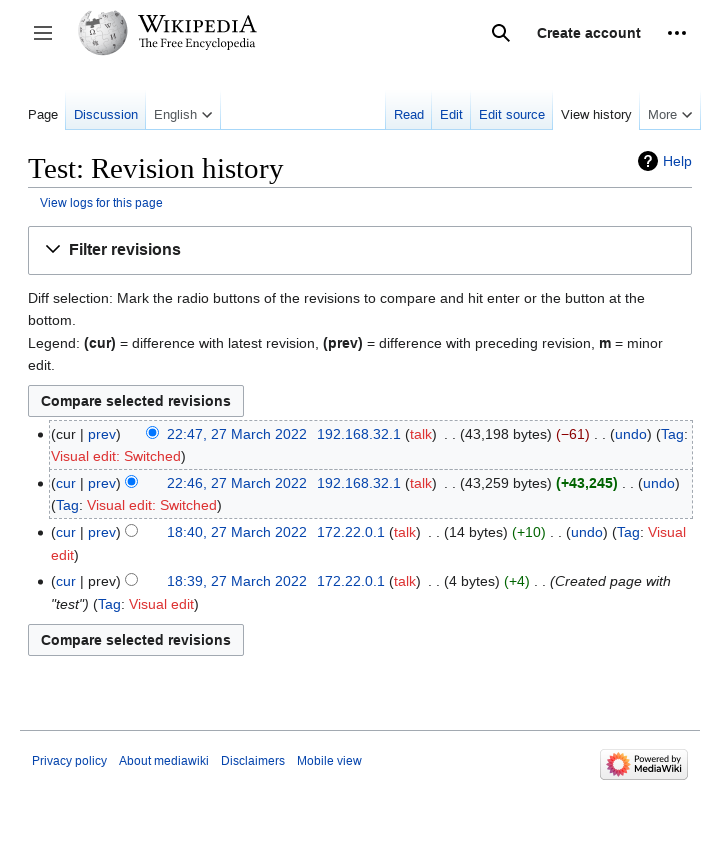 WIKIPEDIA
The Free Encyclopedia
Create account
Page Discussion English Read Edit Edit source View history More
Test: Revision history
Help
View logs for this page
Filter revisions
Diff selection: Mark the radio buttons of the revisions to compare and hit enter or the button at the
bottom.
Legend: (cur) = difference with latest revision, (prev) = difference with preceding revision, m = minor
edit.
Compare selected revisions
(cur | prev) 22:47, 27 March 2022 192.168.32.1 (talk) . . (43,198 bytes) (−61) . . (undo) (Tag:
Visual edit: Switched)
(cur | prev) 22:46, 27 March 2022 192.168.32.1 (talk) . . (43,259 bytes) (+43,245) . . (undo)
(Tag: Visual edit: Switched)
(cur | prev) 18:40, 27 March 2022 172.22.0.1 (talk) . . (14 bytes) (+10) . . (undo) (Tag: Visual
edit)
(cur | prev) 18:39, 27 March 2022 172.22.0.1 (talk) . . (4 bytes) (+4) . . (Created page with
"test") (Tag: Visual edit)
Compare selected revisions
Privacy policy About mediawiki Disclaimers Mobile view
Powered by
MediaWiki